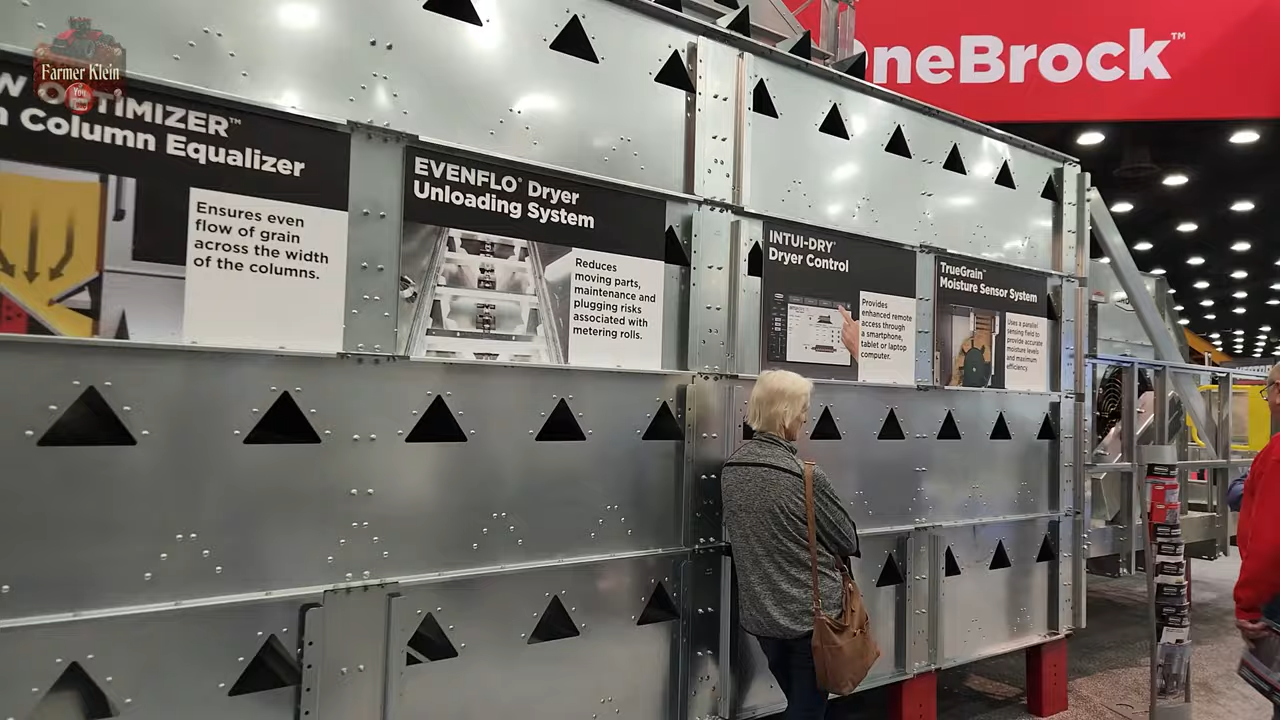 Farmer Klein
You
neBrock™
W OPTIMIZER™
n Column Equalizer
Ensures even
flow of grain
across the width
of the columns.
EVENFLO® Dryer
Unloading System
Reduces
moving parts,
maintenance and
plugging risks
associated with
metering rolls.
INTUI-DRY®
Dryer Control
Provides
enhanced remote
access through
a smartphone,
tablet or laptop
computer.
TrueGrain™
Moisture Sensor System
Uses a parallel
sensing field to
provide accurate
moisture levels
and maximum
efficiency.